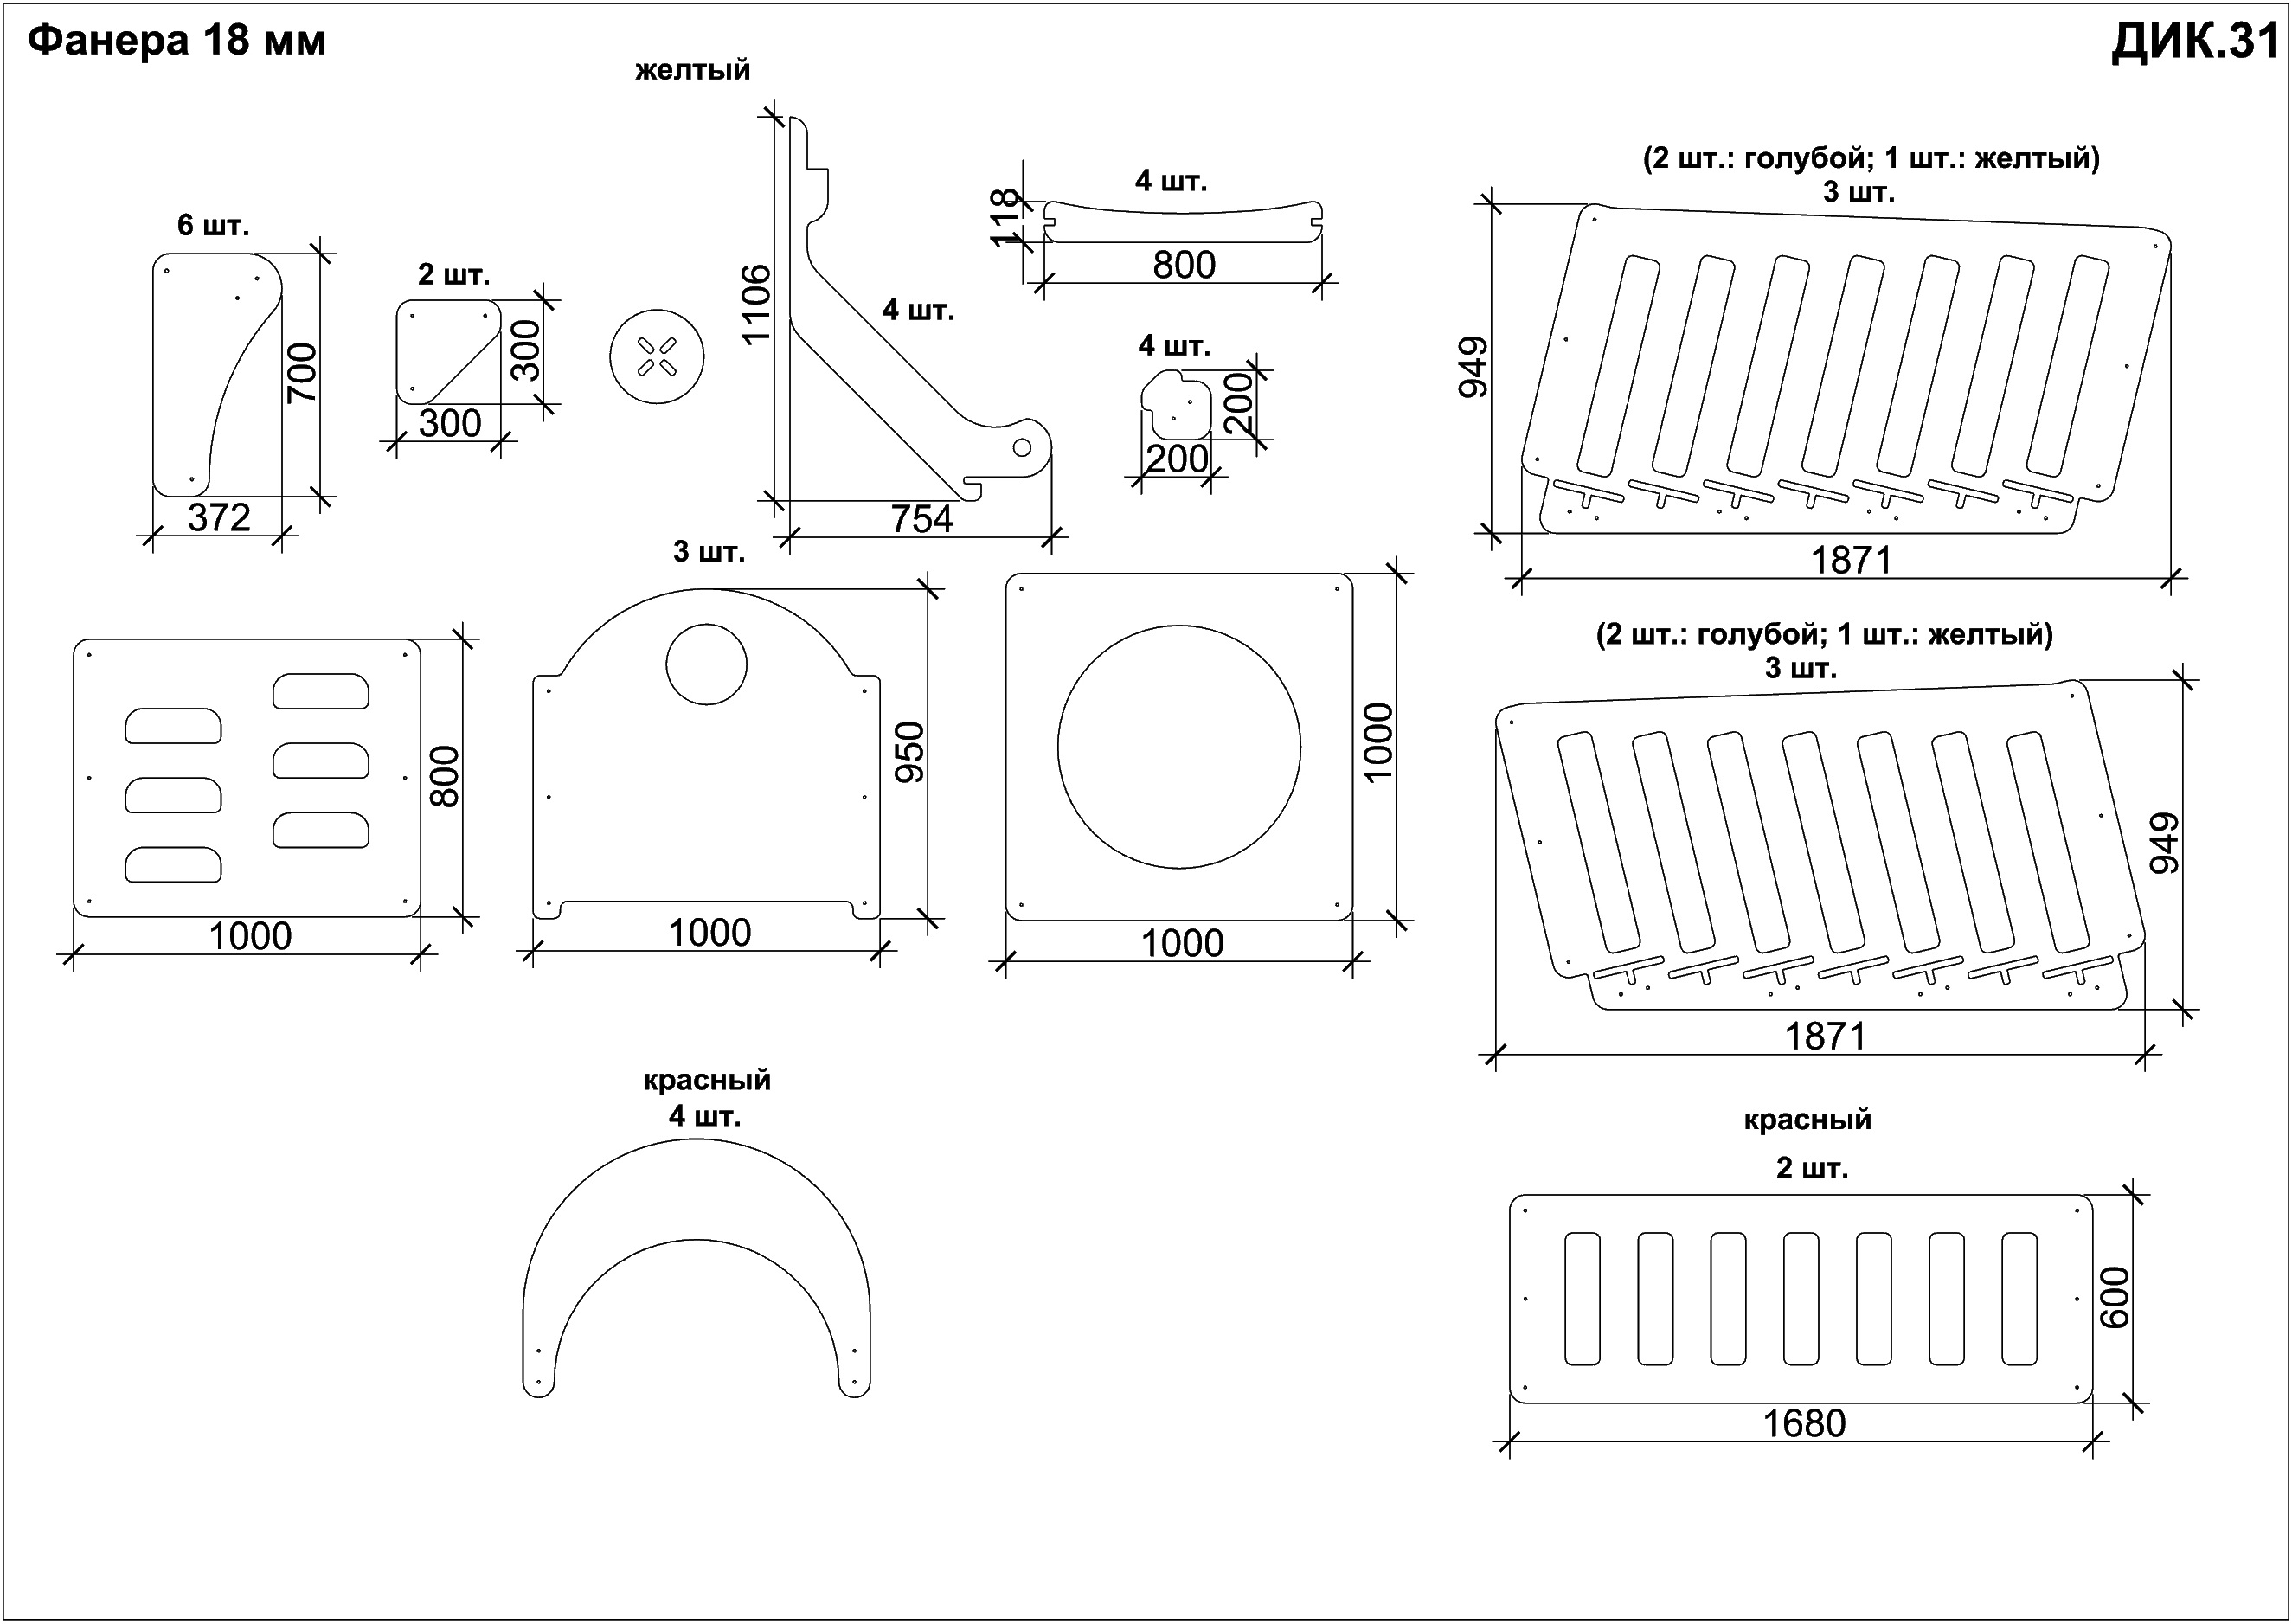 Фанера 18 мм
ДИК.31
желтый
6 шт.
700
372
2 шт.
300
300
1106
4 шт.
754
4 шт.
118
800
4 шт.
200
200
(2 шт.: голубой; 1 шт.: желтый)
3 шт.
949
1871
800
1000
3 шт.
950
1000
1000
1000
(2 шт.: голубой; 1 шт.: желтый)
3 шт.
949
1871
красный
4 шт.
красный
2 шт.
600
1680